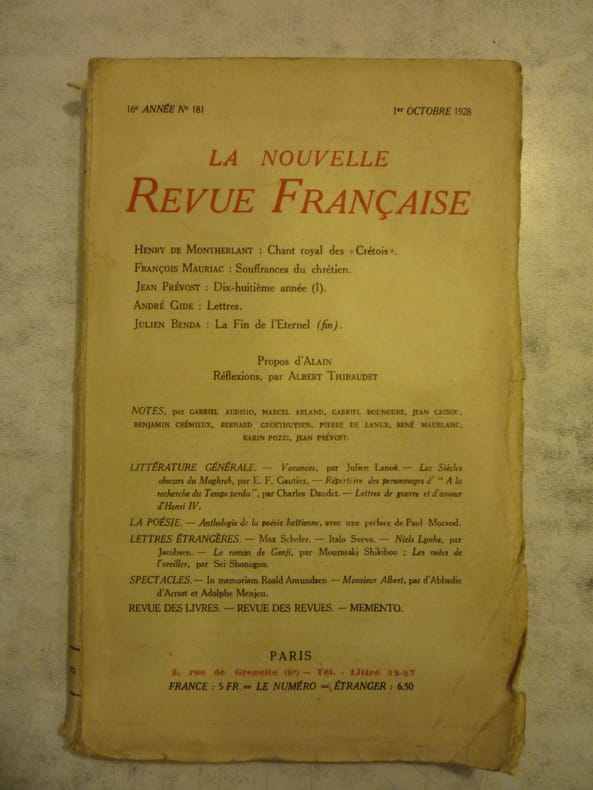 16e ANNÉE No 181
1er OCTOBRE 1928
LA NOUVELLE
REVUE FRANÇAISE
HENRY DE MONTHERLANT : Chant royal des « Crétois ».
FRANÇOIS MAURIAC : Souffrances du chrétien.
JEAN PRÉVOST : Dix-huitième année (I).
ANDRÉ GIDE : Lettres.
JULIEN BENDA : La Fin de l'Eternel (fin).
Propos d'ALAIN
Réflexions, par ALBERT THIBAUDET
NOTES, par GABRIEL AUDISIO, MARCEL ARLAND, GABRIEL BOUNOURE, JEAN CASSOU,
BENJAMIN CRÉMIEUX, BERNARD GROETHUYSEN, PIERRE DE LANUX, RENÉ MAUBLANC,
KARIN POZZI, JEAN PRÉVOST.
LITTÉRATURE GÉNÉRALE. — Vacances, par Julien Lanoë. — Les Siècles
obscurs du Maghreb, par E. F. Gautier. — Répertoire des personnages d' " A la
recherche du Temps perdu ", par Charles Daudet. — Lettres de guerre et d'amour
d'Henri IV.
LA POÉSIE. — Anthologie de la poésie haïtienne, avec une préface de Paul Morand.
LETTRES ÉTRANGÈRES. — Max Scheler. — Italo Svevo. — Niels Lynhe, par
Jacobsen. — Le roman de Genji, par Mourasaki Shikibou ; Les notes de
l'oreiller, par Sei Shonagon.
SPECTACLES. — In memoriam Roald Amundsen. — Monsieur Albert, par d'Abbadie
d'Arrast et Adolphe Menjou.
REVUE DES LIVRES. — REVUE DES REVUES. — MEMENTO.
PARIS
3, rue de Grenelle (6e) — Tél. : Littré 12-27
FRANCE : 5 FR. = LE NUMÉRO = ÉTRANGER : 6.50